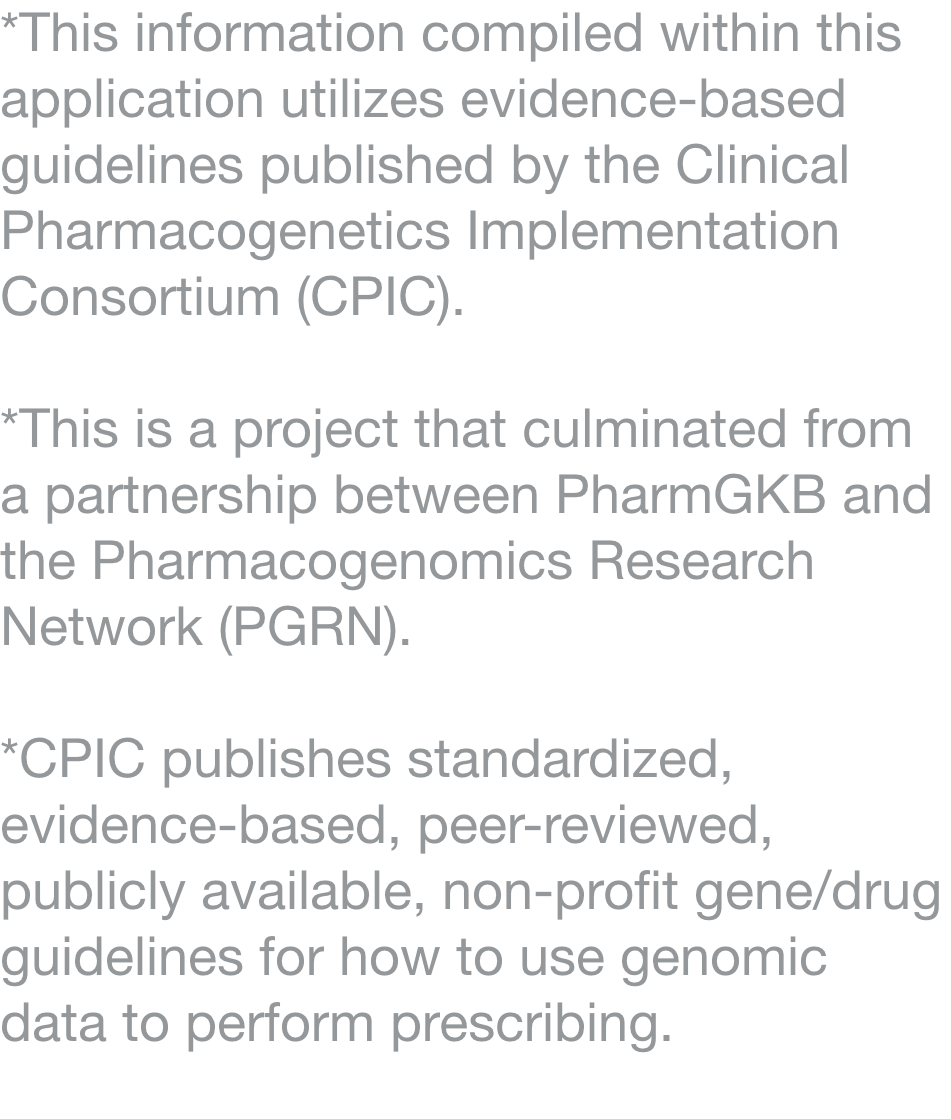 *This information compiled within this
application utilizes evidence-based
guidelines published by the Clinical
Pharmacogenetics Implementation
Consortium (CPIC).
*This is a project that culminated from
a partnership between PharmGKB and
the Pharmacogenomics Research
Network (PGRN).
*CPIC publishes standardized,
evidence-based, peer-reviewed,
publicly available, non-profit gene/drug
guidelines for how to use genomic
data to perform prescribing.